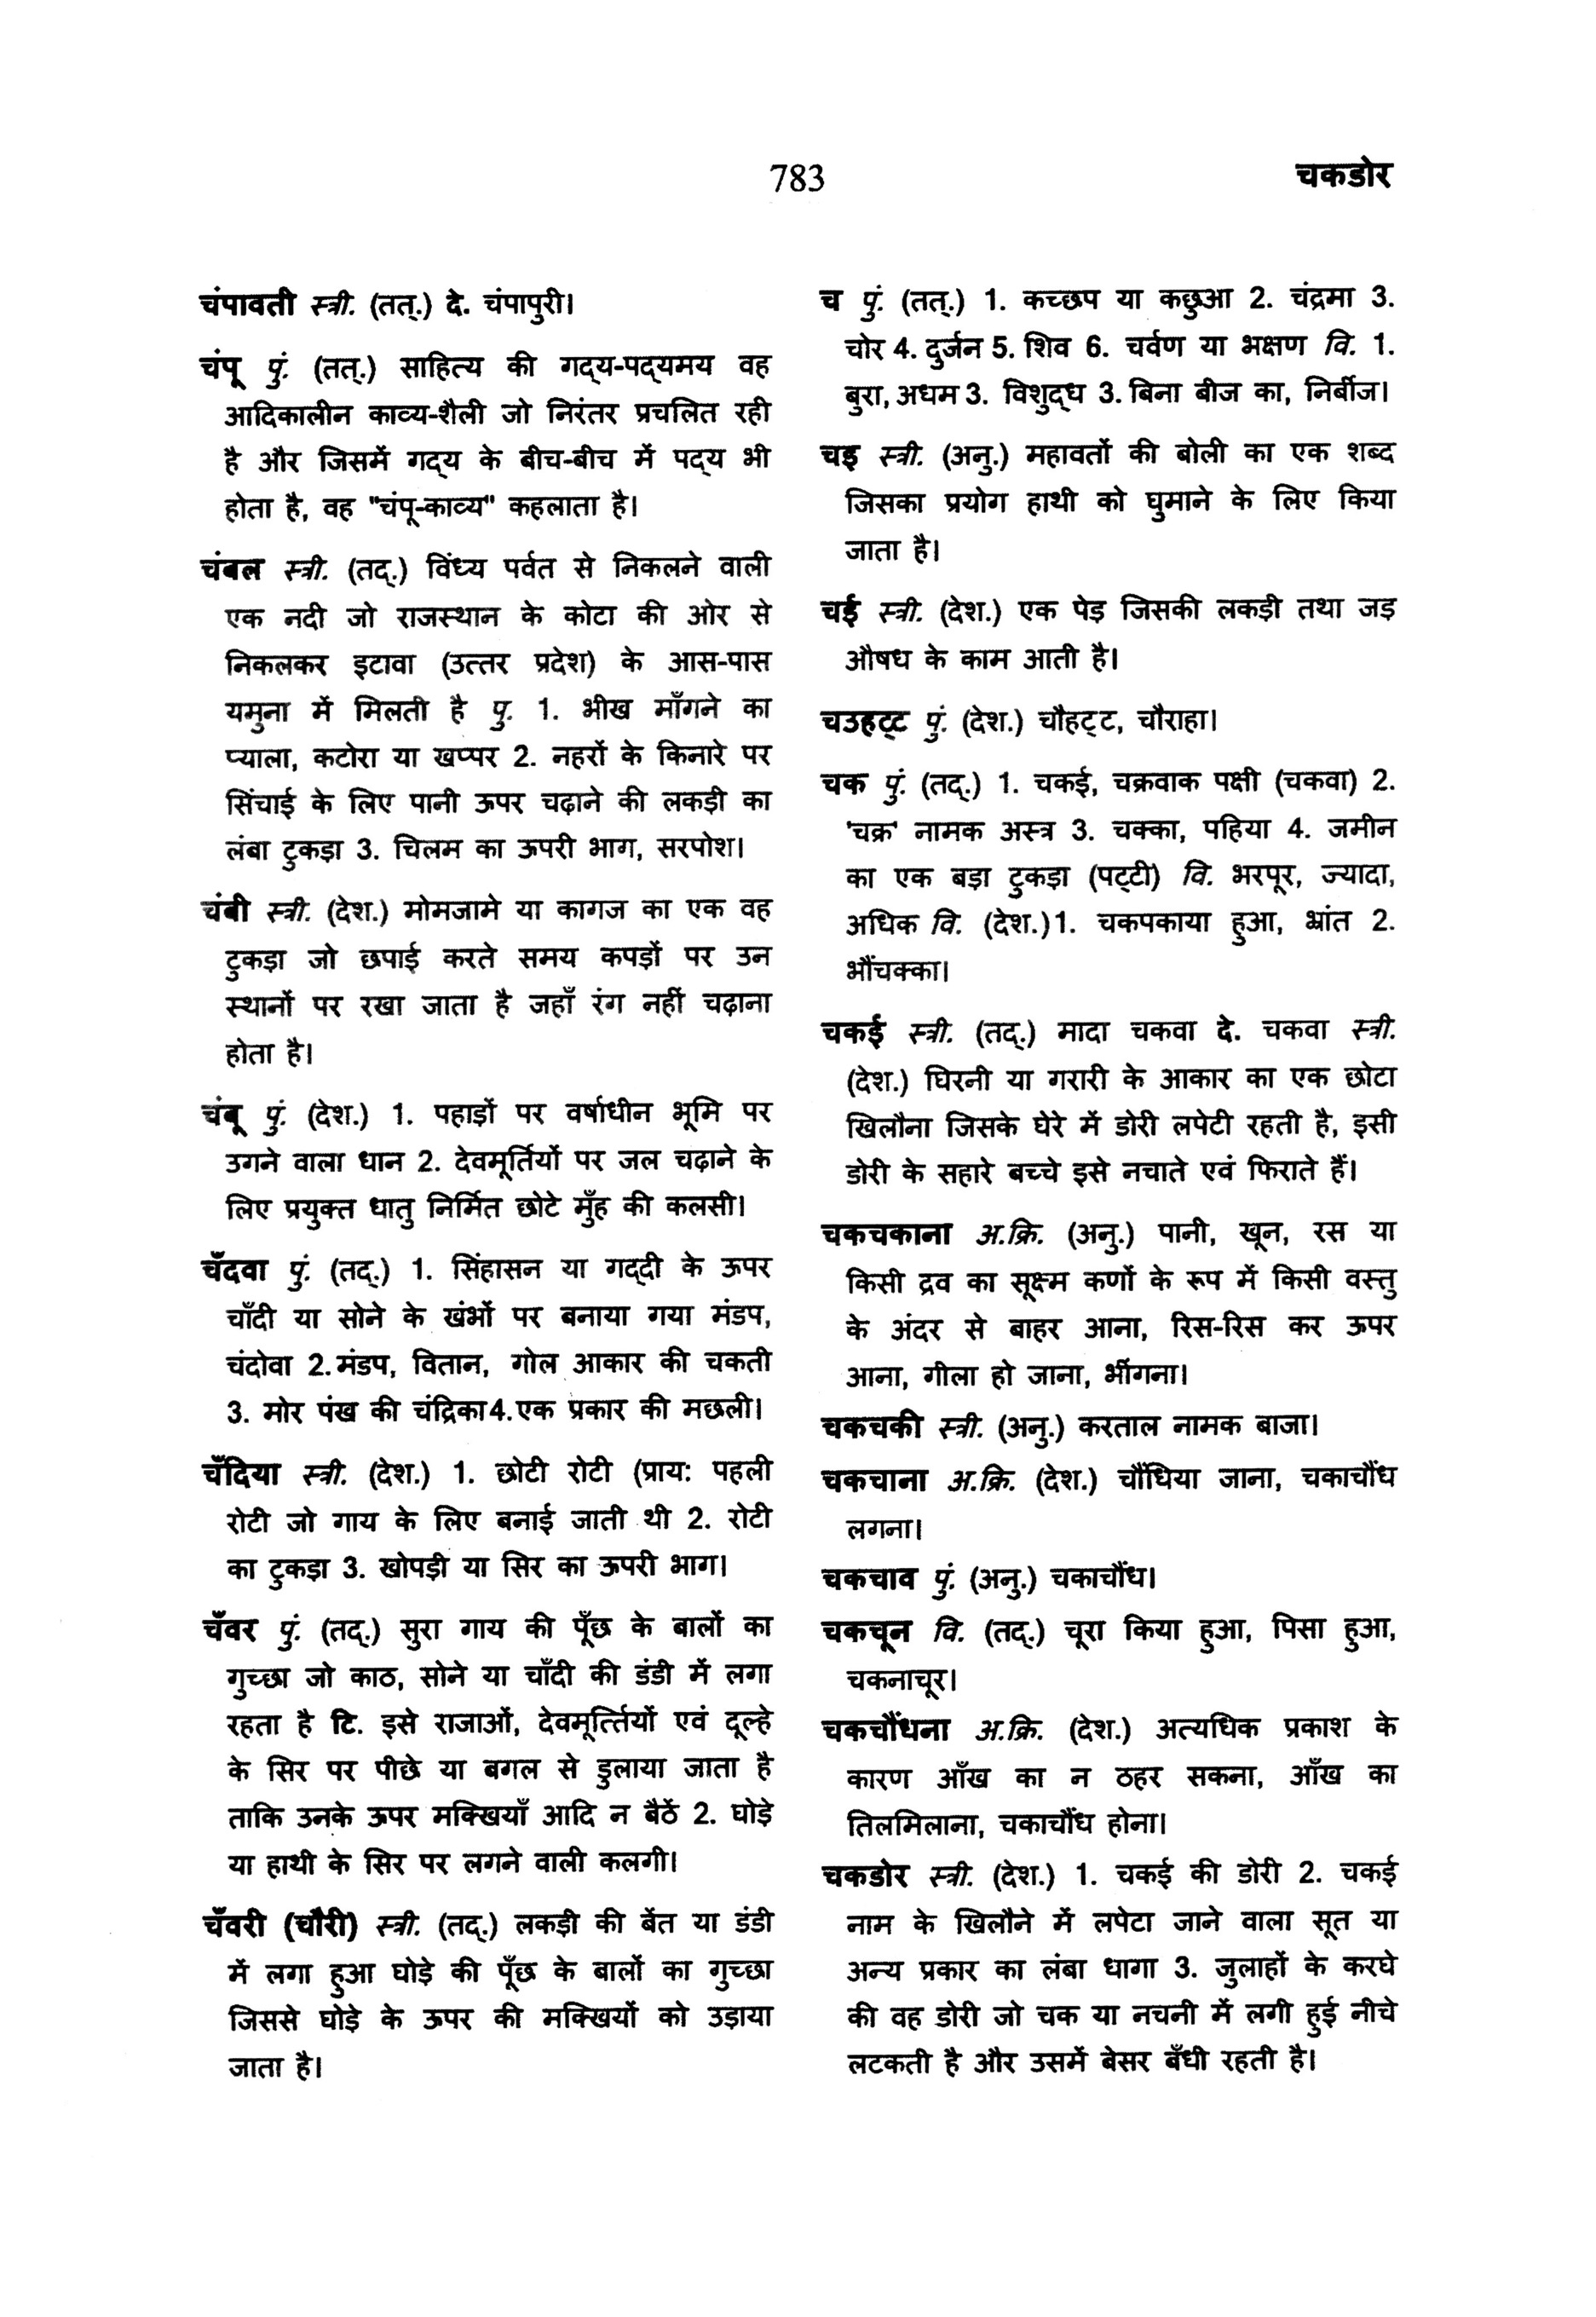 783
चकडोर
चंपावती स्त्री. (तत्.) दे. चंपापुरी।
चंपू पुं. (तत्.) साहित्य की गद्य-पद्यमय वह
आदिकालीन काव्य-शैली जो निरंतर प्रचलित रही
है और जिसमें गद्य के बीच-बीच में पद्य भी
होता है, वह "चंपू-काव्य" कहलाता है।
चंबल स्त्री. (तद्.) विंध्य पर्वत से निकलने वाली
एक नदी जो राजस्थान के कोटा की ओर से
निकलकर इटावा (उत्तर प्रदेश) के आस-पास
यमुना में मिलती है पु. 1. भीख माँगने का
प्याला, कटोरा या खप्पर 2. नहरों के किनारे पर
सिंचाई के लिए पानी ऊपर चढ़ाने की लकड़ी का
लंबा टुकड़ा 3. चिलम का ऊपरी भाग, सरपोश।
चंबी स्त्री. (देश.) मोमजामे या कागज का एक वह
टुकड़ा जो छपाई करते समय कपड़ों पर उन
स्थानों पर रखा जाता है जहाँ रंग नहीं चढ़ाना
होता है।
चंबू पुं. (देश.) 1. पहाड़ों पर वर्षाधीन भूमि पर
उगने वाला धान 2. देवमूर्तियों पर जल चढ़ाने के
लिए प्रयुक्त धातु निर्मित छोटे मुँह की कलसी।
चँदवा पुं. (तद्.) 1. सिंहासन या गद्दी के ऊपर
चाँदी या सोने के खंभों पर बनाया गया मंडप,
चंदोवा 2. मंडप, वितान, गोल आकार की चकती
3. मोर पंख की चंद्रिका 4. एक प्रकार की मछली।
चँदिया स्त्री. (देश.) 1. छोटी रोटी (प्राय: पहली
रोटी जो गाय के लिए बनाई जाती थी 2. रोटी
का टुकड़ा 3. खोपड़ी या सिर का ऊपरी भाग।
चँवर पुं. (तद्.) सुरा गाय की पूँछ के बालों का
गुच्छा जो काठ, सोने या चाँदी की डंडी में लगा
रहता है टि. इसे राजाओं, देवमूर्त्तियों एवं दूल्हे
के सिर पर पीछे या बगल से डुलाया जाता है
ताकि उनके ऊपर मक्खियाँ आदि न बैठें 2. घोड़े
या हाथी के सिर पर लगने वाली कलगी।
चँवरी (चौरी) स्त्री. (तद्.) लकड़ी की बेंत या डंडी
में लगा हुआ घोड़े की पूँछ के बालों का गुच्छा
जिससे घोड़े के ऊपर की मक्खियों को उड़ाया
जाता है।
च पुं. (तत्.) 1. कच्छप या कछुआ 2. चंद्रमा 3.
चोर 4. दुर्जन 5. शिव 6. चर्वण या भक्षण वि. 1.
बुरा, अधम 3. विशुद्ध 3. बिना बीज का, निर्बीज।
चइ स्त्री. (अनु.) महावतों की बोली का एक शब्द
जिसका प्रयोग हाथी को घुमाने के लिए किया
जाता है।
चई स्त्री. (देश.) एक पेड़ जिसकी लकड़ी तथा जड़
औषध के काम आती है।
चउहट्ट पुं. (देश.) चौहट्ट, चौराहा।
चक पुं. (तद्.) 1. चकई, चक्रवाक पक्षी (चकवा) 2.
'चक्र' नामक अस्त्र 3. चक्का, पहिया 4. जमीन
का एक बड़ा टुकड़ा (पट्टी) वि. भरपूर, ज्यादा,
अधिक वि. (देश.) 1. चकपकाया हुआ, भ्रांत 2.
भौंचक्का।
चकई स्त्री. (तद्.) मादा चकवा दे. चकवा स्त्री.
(देश.) घिरनी या गरारी के आकार का एक छोटा
खिलौना जिसके घेरे में डोरी लपेटी रहती है, इसी
डोरी के सहारे बच्चे इसे नचाते एवं फिराते हैं।
चकचकाना अ.क्रि. (अनु.) पानी, खून, रस या
किसी द्रव का सूक्ष्म कणों के रूप में किसी वस्तु
के अंदर से बाहर आना, रिस-रिस कर ऊपर
आना, गीला हो जाना, भींगना।
चकचकी स्त्री. (अनु.) करताल नामक बाजा।
चकचाना अ.क्रि. (देश.) चौंधिया जाना, चकाचौंध
लगना।
चकचाव पुं. (अनु.) चकाचौंध।
चकचून वि. (तद्.) चूरा किया हुआ, पिसा हुआ,
चकनाचूर।
चकचौंधना अ.क्रि. (देश.) अत्यधिक प्रकाश के
कारण आँख का न ठहर सकना, आँख का
तिलमिलाना, चकाचौंध होना।
चकडोर स्त्री. (देश.) 1. चकई की डोरी 2. चकई
नाम के खिलौने में लपेटा जाने वाला सूत या
अन्य प्रकार का लंबा धागा 3. जुलाहों के करघे
की वह डोरी जो चक या नचनी में लगी हुई नीचे
लटकती है और उसमें बेसर बँधी रहती है।